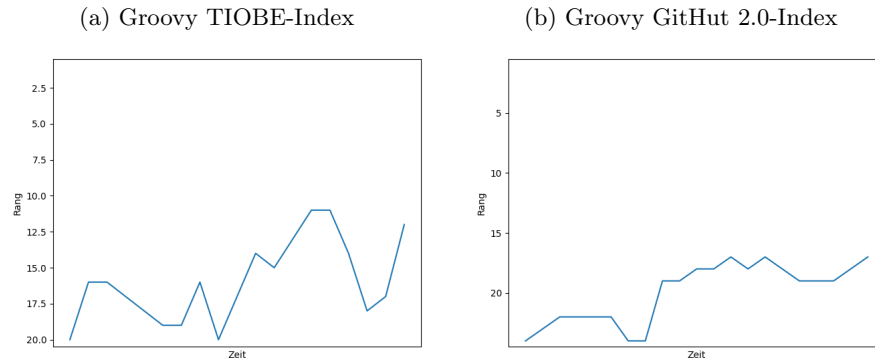 (a) Groovy TIOBE-Index
2.5
5.0
7.5
10.0
12.5
15.0
17.5
20.0
Rang
Zeit
(b) Groovy GitHut 2.0-Index
5
10
15
20
Rang
Zeit